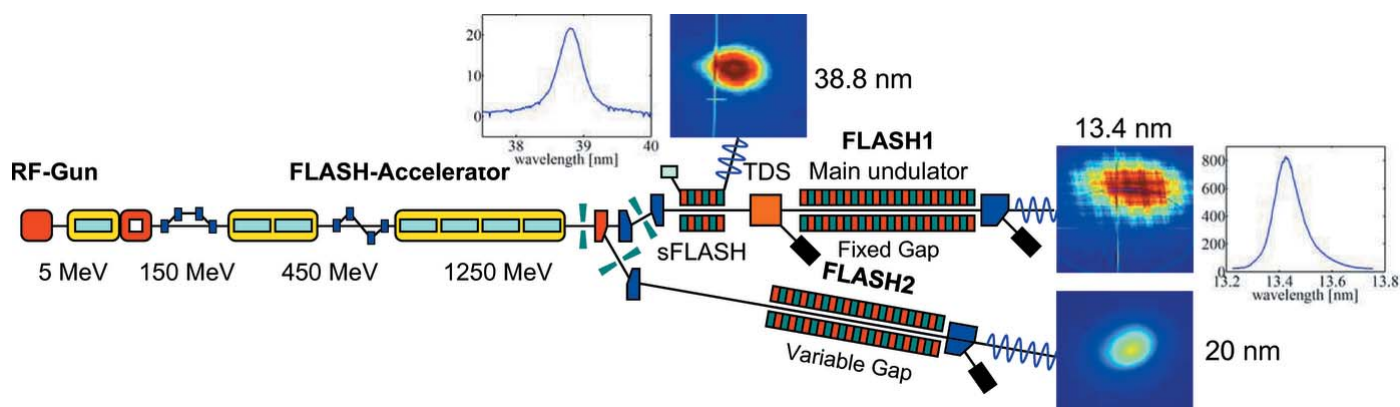 20
10
0
38
39
40
wavelength [nm]
38.8 nm
13.4 nm
800
600
400
200
0
13.2
13.4
13.6
13.8
wavelength [nm]
RF-Gun
FLASH-Accelerator
TDS
FLASH1
Main undulator
sFLASH
Fixed Gap
5 MeV
150 MeV
450 MeV
1250 MeV
FLASH2
Variable Gap
20 nm